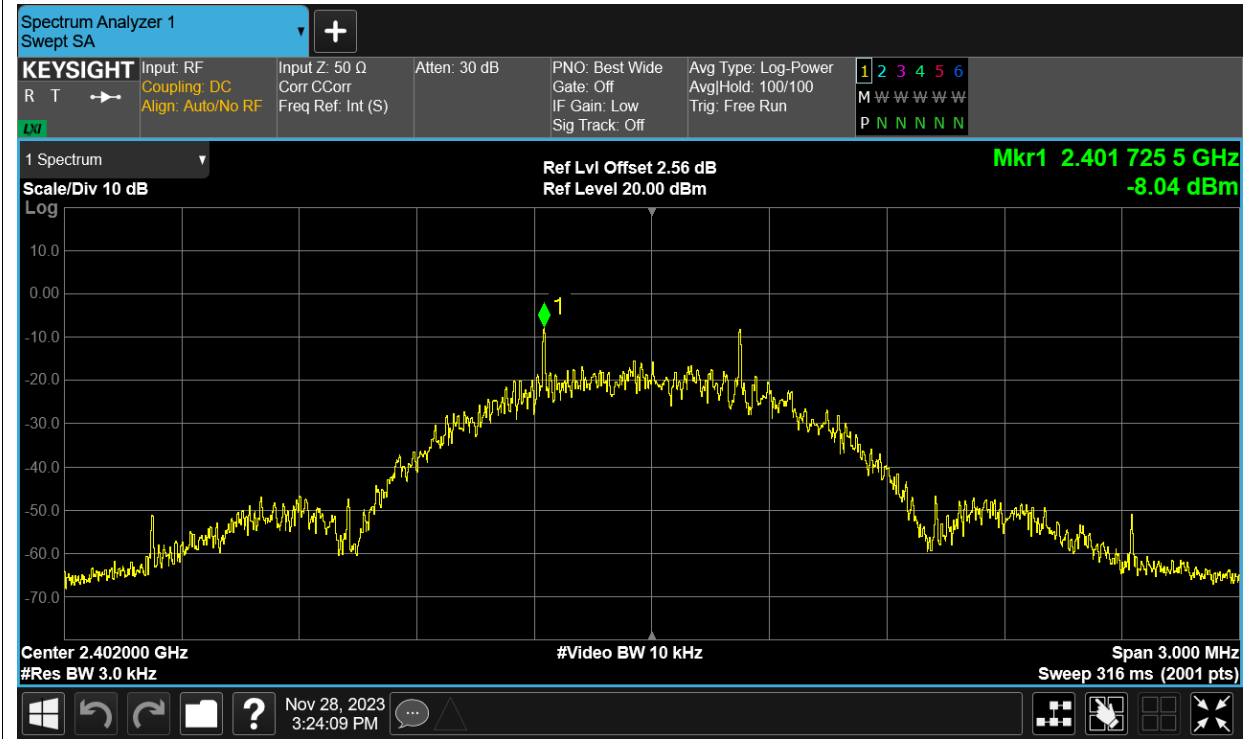 Spectrum Analyzer 1
Swept SA
KEYSIGHT
R T
LXI
Input: RF
Coupling: DC
Align: Auto/No RF
Input Z: 50 Ω
Corr CCorr
Freq Ref: Int (S)
Atten: 30 dB
PNO: Best Wide
Gate: Off
IF Gain: Low
Sig Track: Off
Avg Type: Log-Power
Avg|Hold: 100/100
Trig: Free Run
1 2 3 4 5 6
M W W W W W
P N N N N N
1 Spectrum
Scale/Div 10 dB
Log
Ref Lvl Offset 2.56 dB
Ref Level 20.00 dBm
Mkr1 2.401 725 5 GHz
-8.04 dBm
10.0
0.00
-10.0
-20.0
-30.0
-40.0
-50.0
-60.0
-70.0
1
Center 2.402000 GHz
#Res BW 3.0 kHz
#Video BW 10 kHz
Span 3.000 MHz
Sweep 316 ms (2001 pts)
Nov 28, 2023
3:24:09 PM